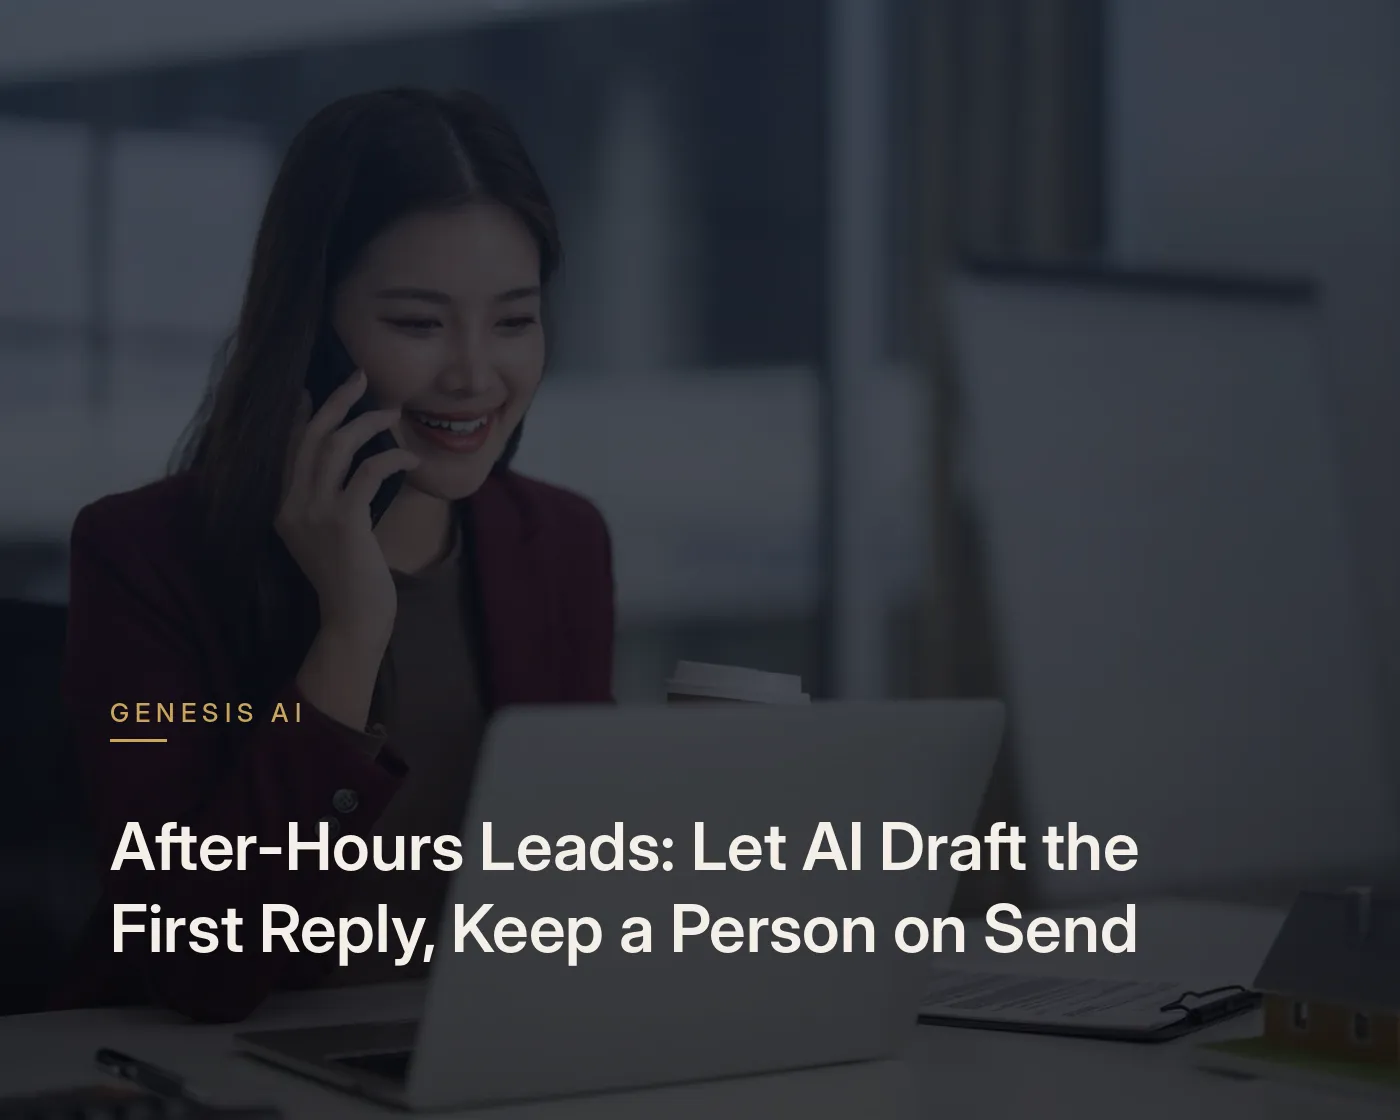 GENESIS AI
After-Hours Leads: Let AI Draft the
First Reply, Keep a Person on Send